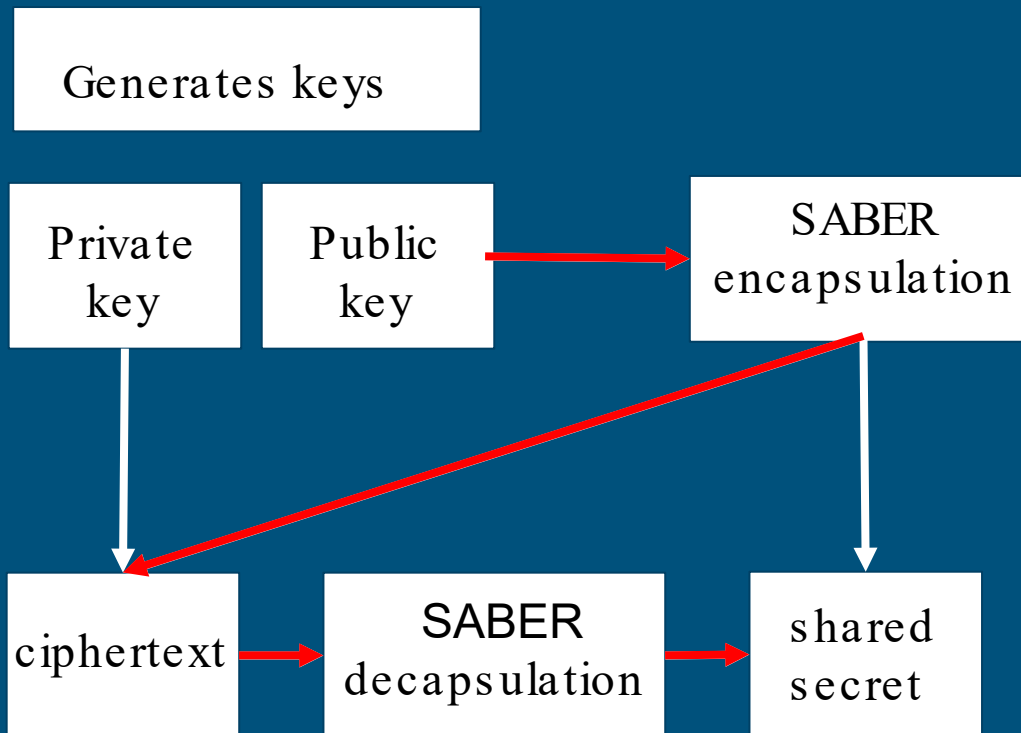 Generates keys
Private
key
Public
key
SABER
encapsulation
ciphertext
SABER
decapsulation
shared
secret